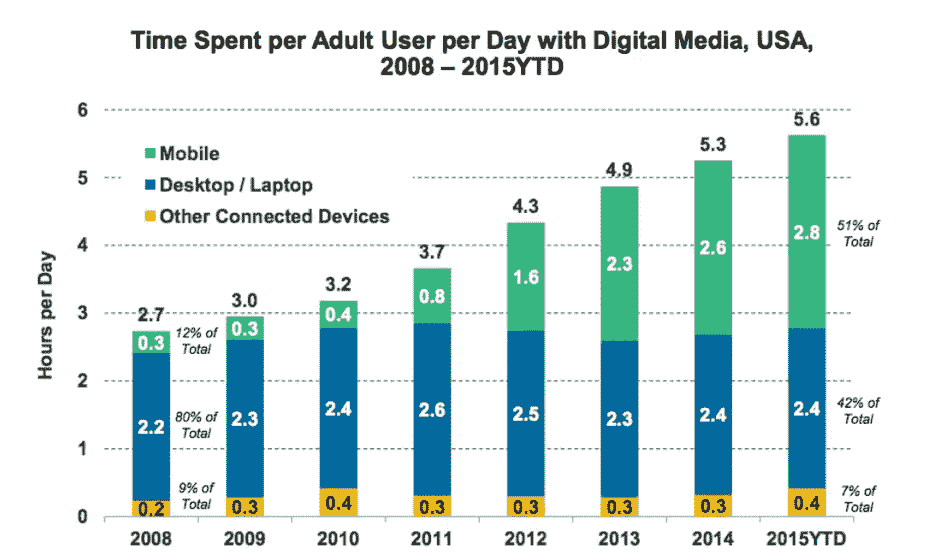 Time Spent per Adult User per Day with Digital Media, USA,
2008 – 2015YTD
Hours per Day
6
5
4
3
2
1
0
Mobile
Desktop / Laptop
Other Connected Devices
2.7
0.3
2.2
0.2
12% of
Total
80% of
Total
9% of
Total
3.0
0.3
2.3
0.3
3.2
0.4
2.4
0.4
3.7
0.8
2.6
0.3
4.3
1.6
2.5
0.3
4.9
2.3
2.3
0.3
5.3
2.6
2.4
0.3
5.6
2.8
2.4
0.4
51% of
Total
42% of
Total
7% of
Total
2008 2009 2010 2011 2012 2013 2014 2015YTD